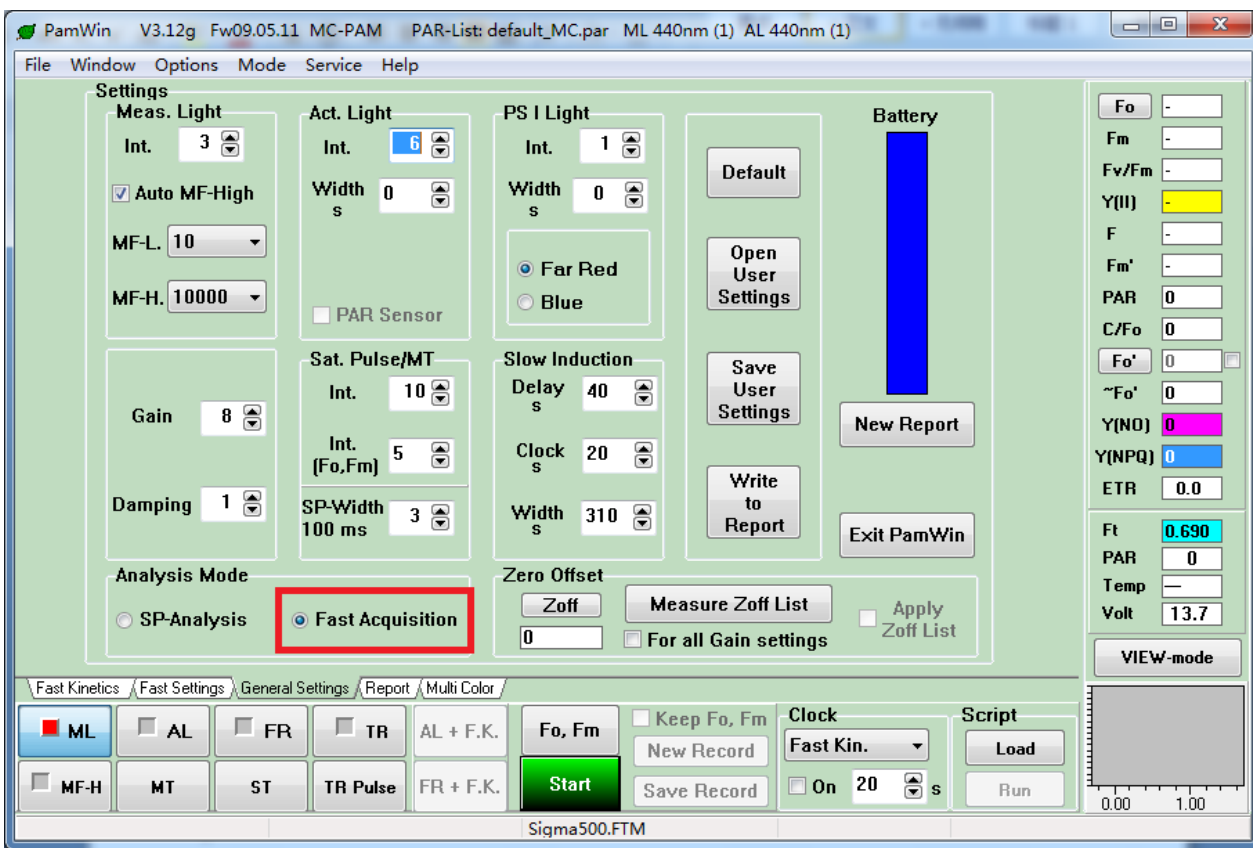 PamWin V3.12g Fw09.05.11 MC-PAM PAR-List: default_MC.par ML 440nm (1) AL 440nm (1)
File Window Options Mode Service Help
Settings
Meas. Light
Int. 3
Auto MF-High
MF-L. 10
MF-H. 10000
Act. Light
Int. 6
Width 0
s
PAR Sensor
PS I Light
Int. 1
Width 0
s
Far Red
Blue
Gain 8
Damping 1
Sat. Pulse/MT
Int. 10
Int. 5
(Fo,Fm)
SP-Width 3
100 ms
Slow Induction
Delay 40
s
Clock 20
s
Width 310
s
Default
Open
User
Settings
Save
User
Settings
Write
to
Report
Battery
New Report
Exit PamWin
Analysis Mode
SP-Analysis
Fast Acquisition
Zero Offset
Zoff
0
Measure Zoff List
For all Gain settings
Apply
Zoff List
Fo -
Fm -
Fv/Fm -
Y(II) -
F -
Fm' -
PAR 0
C/Fo 0
Fo' 0
~Fo' 0
Y(NO) 0
Y(NPQ) 0
ETR 0.0
Ft 0.690
PAR 0
Temp —
Volt 13.7
VIEW-mode
Fast Kinetics Fast Settings General Settings Report Multi Color
ML AL FR TR AL + F.K.
MF-H MT ST TR Pulse FR + F.K.
Fo, Fm
Start
Keep Fo, Fm
New Record
Save Record
Clock
Fast Kin.
On 20 s
Script
Load
Run
0.00 1.00
Sigma500.FTM